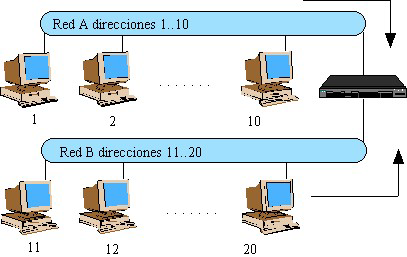 Red A direcciones 1..10
1 2 . . . . . . 10
Red B direcciones 11..20
11 12 . . . . . . 20